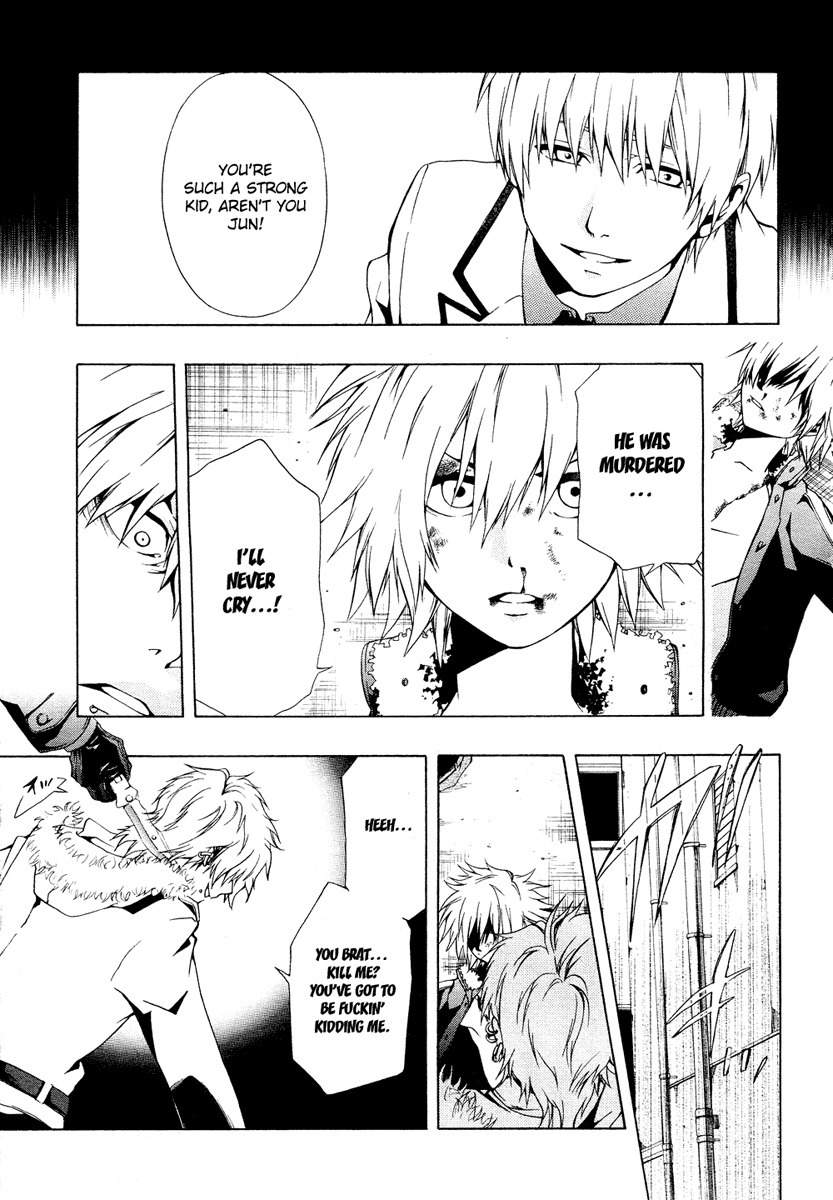 YOU'RE
SUCH A STRONG
KID, AREN'T YOU
JUN!
HE WAS
MURDERED
...
I'LL
NEVER
CRY...!
HEEH...
YOU BRAT...
KILL ME?
YOU'VE GOT TO
BE FUCKIN'
KIDDING ME.